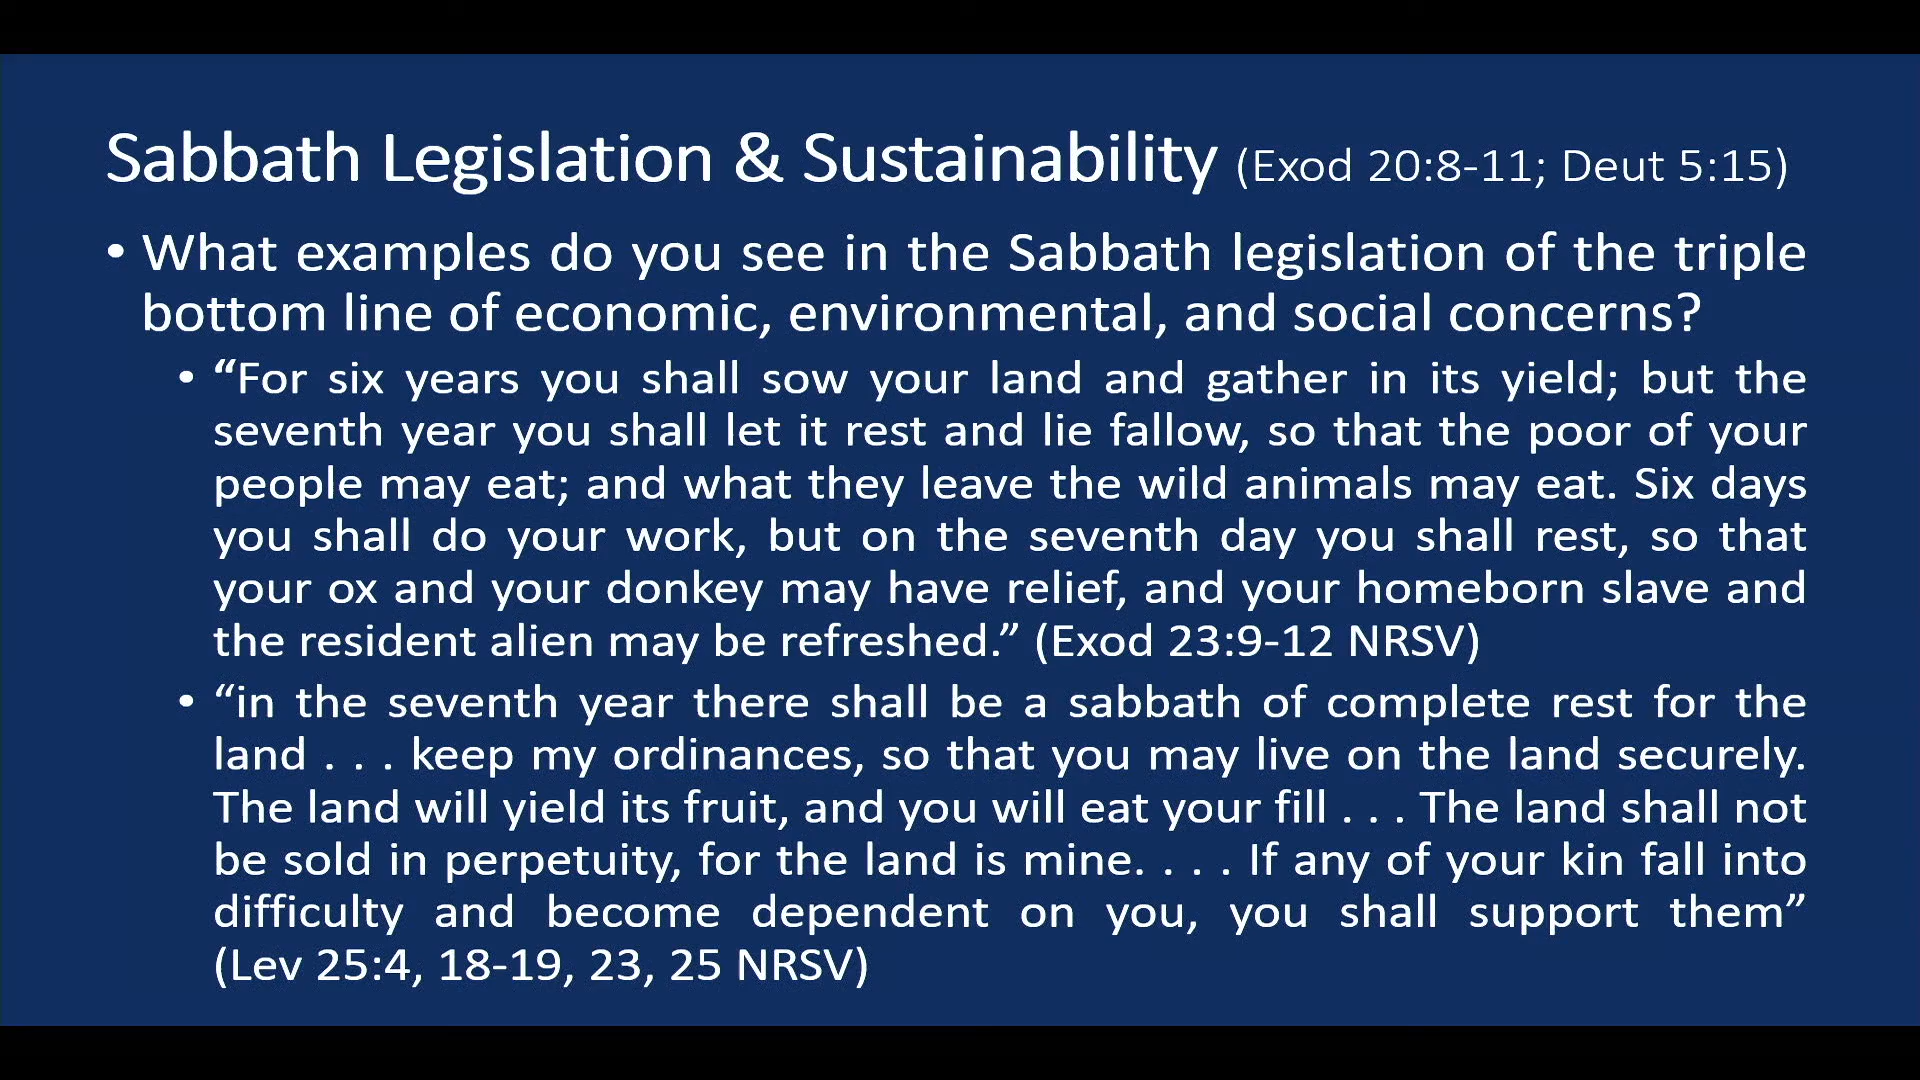 Sabbath Legislation & Sustainability (Exod 20:8-11; Deut 5:15)
• What examples do you see in the Sabbath legislation of the triple
bottom line of economic, environmental, and social concerns?
• “For six years you shall sow your land and gather in its yield; but the
seventh year you shall let it rest and lie fallow, so that the poor of your
people may eat; and what they leave the wild animals may eat. Six days
you shall do your work, but on the seventh day you shall rest, so that
your ox and your donkey may have relief, and your homeborn slave and
the resident alien may be refreshed.” (Exod 23:9-12 NRSV)
• “in the seventh year there shall be a sabbath of complete rest for the
land . . . keep my ordinances, so that you may live on the land securely.
The land will yield its fruit, and you will eat your fill . . . The land shall not
be sold in perpetuity, for the land is mine. . . . If any of your kin fall into
difficulty and become dependent on you, you shall support them”
(Lev 25:4, 18-19, 23, 25 NRSV)